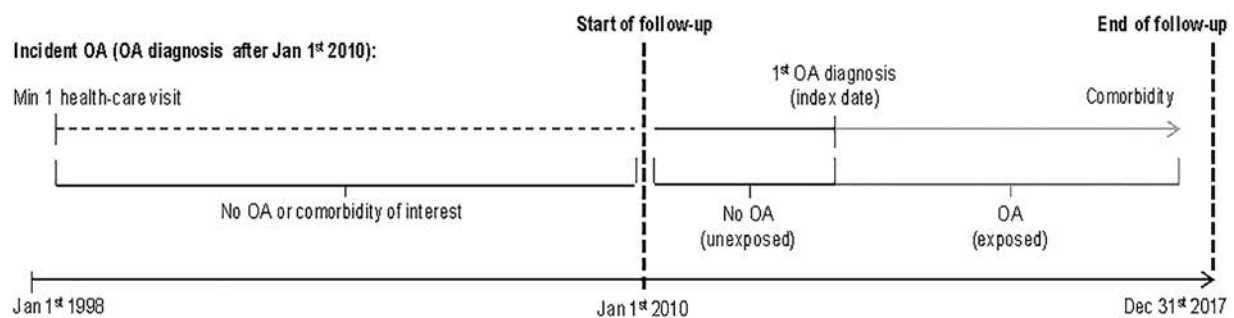 Start of follow-up
End of follow-up
Incident OA (OA diagnosis after Jan 1st 2010):
1st OA diagnosis
(index date)
Min 1 health-care visit
Comorbidity
No OA or comorbidity of interest
No OA
(unexposed)
OA
(exposed)
Jan 1st 1998
Jan 1st 2010
Dec 31st 2017